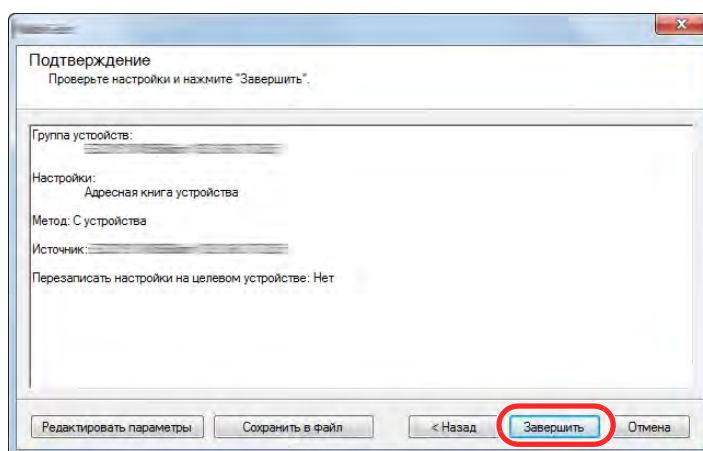 Подтверждение
Проверьте настройки и нажмите "Завершить".
Группа устройств:
Настройки:
Адресная книга устройства
Метод: С устройства
Источник:
Перезаписать настройки на целевом устройстве: Нет
Редактировать параметры Сохранить в файл < Назад Завершить Отмена